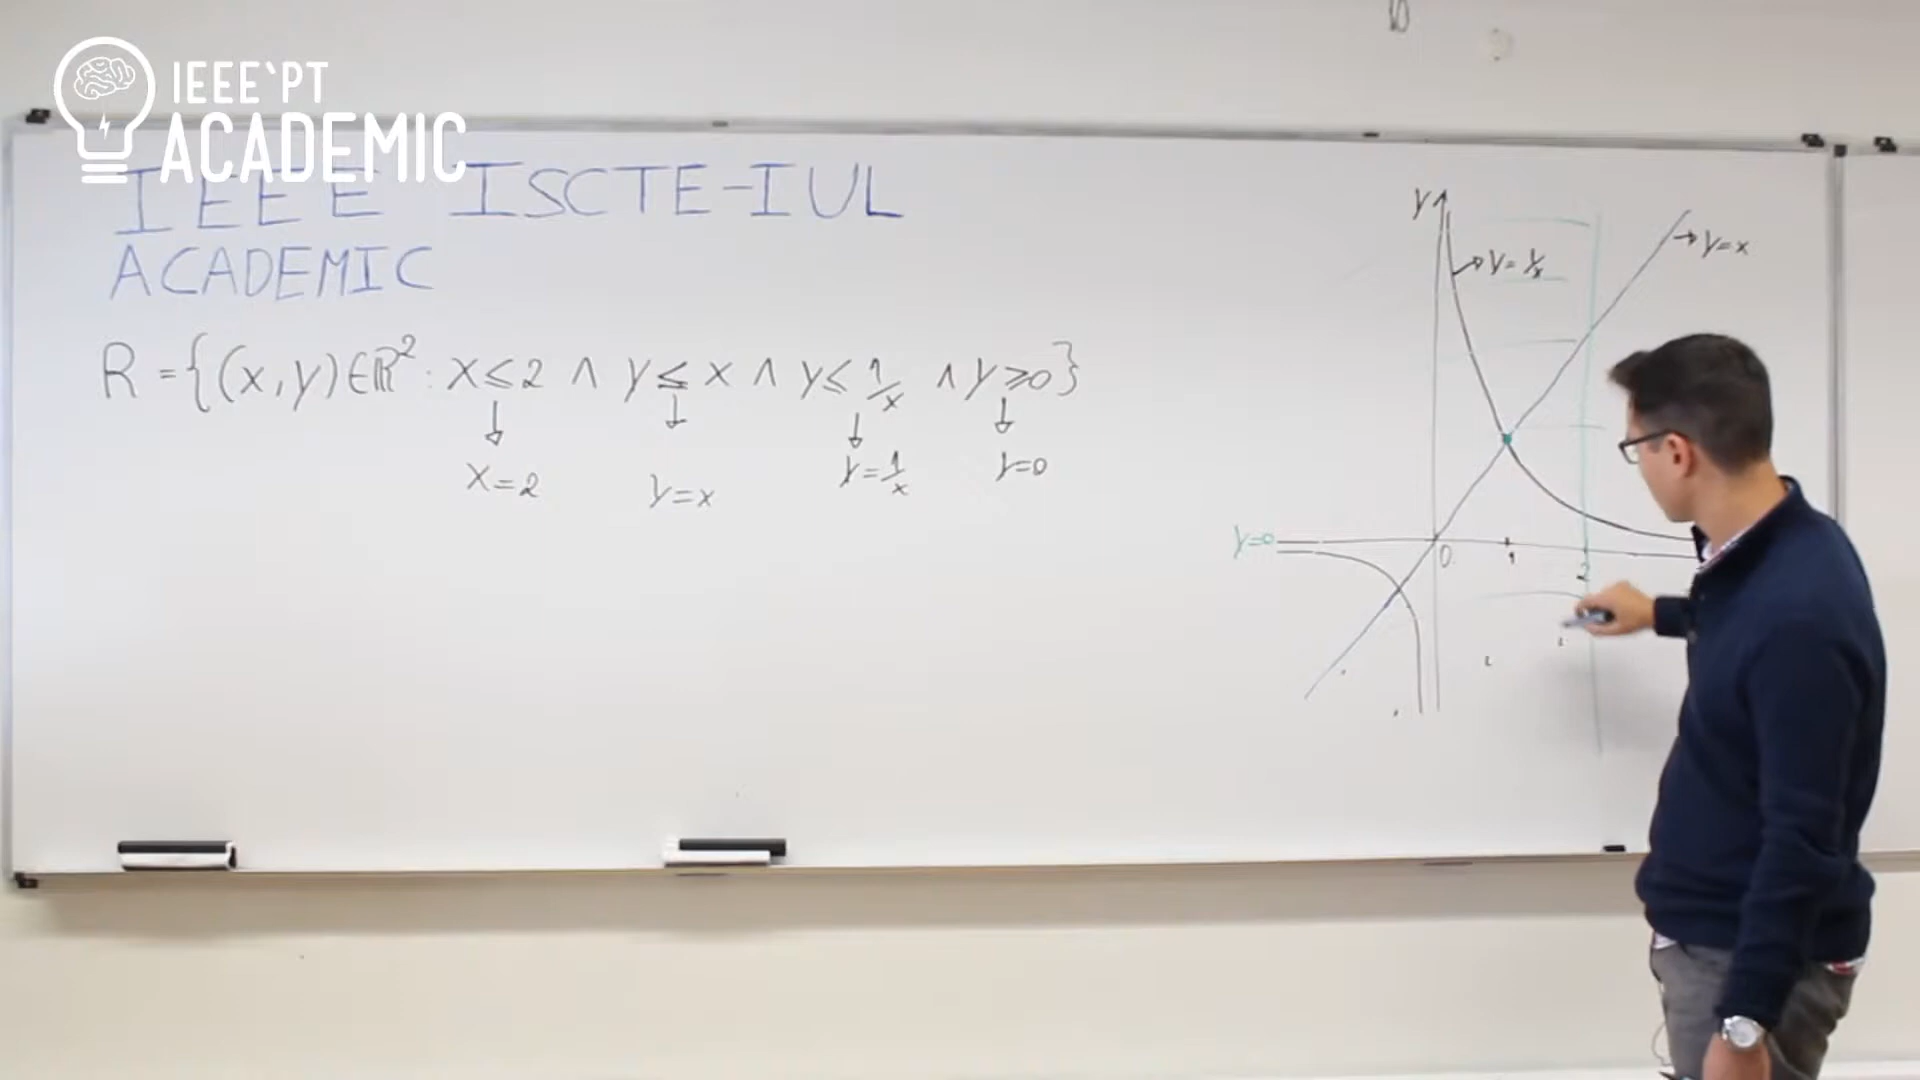 IEEE`PT
ACADEMIC
IEEE ISCTE-IUL
ACADEMIC
R = {(x,y)∈ℝ²: x≤2 ∧ y≤x ∧ y≤1/x ∧ y≥0}
x=2 y=x y=1/x y=0
y
y=1/x
y=x
y=0
0 1 2